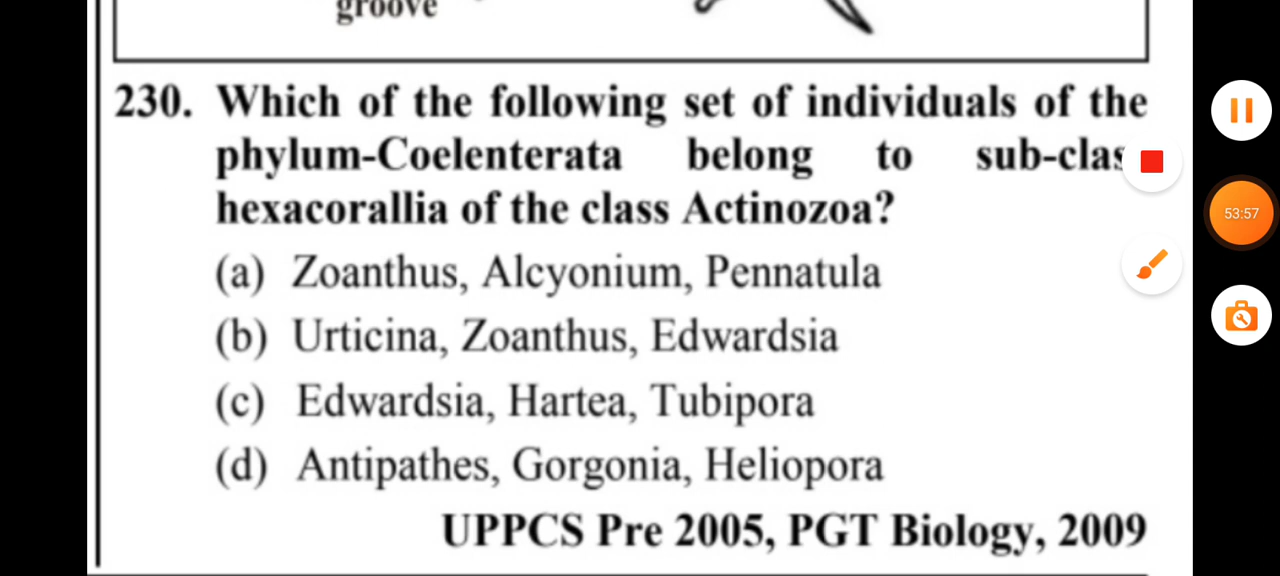 groove
230. Which of the following set of individuals of the
phylum-Coelenterata belong to sub-clas
hexacorallia of the class Actinozoa?
(a) Zoanthus, Alcyonium, Pennatula
(b) Urticina, Zoanthus, Edwardsia
(c) Edwardsia, Hartea, Tubipora
(d) Antipathes, Gorgonia, Heliopora
UPPCS Pre 2005, PGT Biology, 2009
53:57